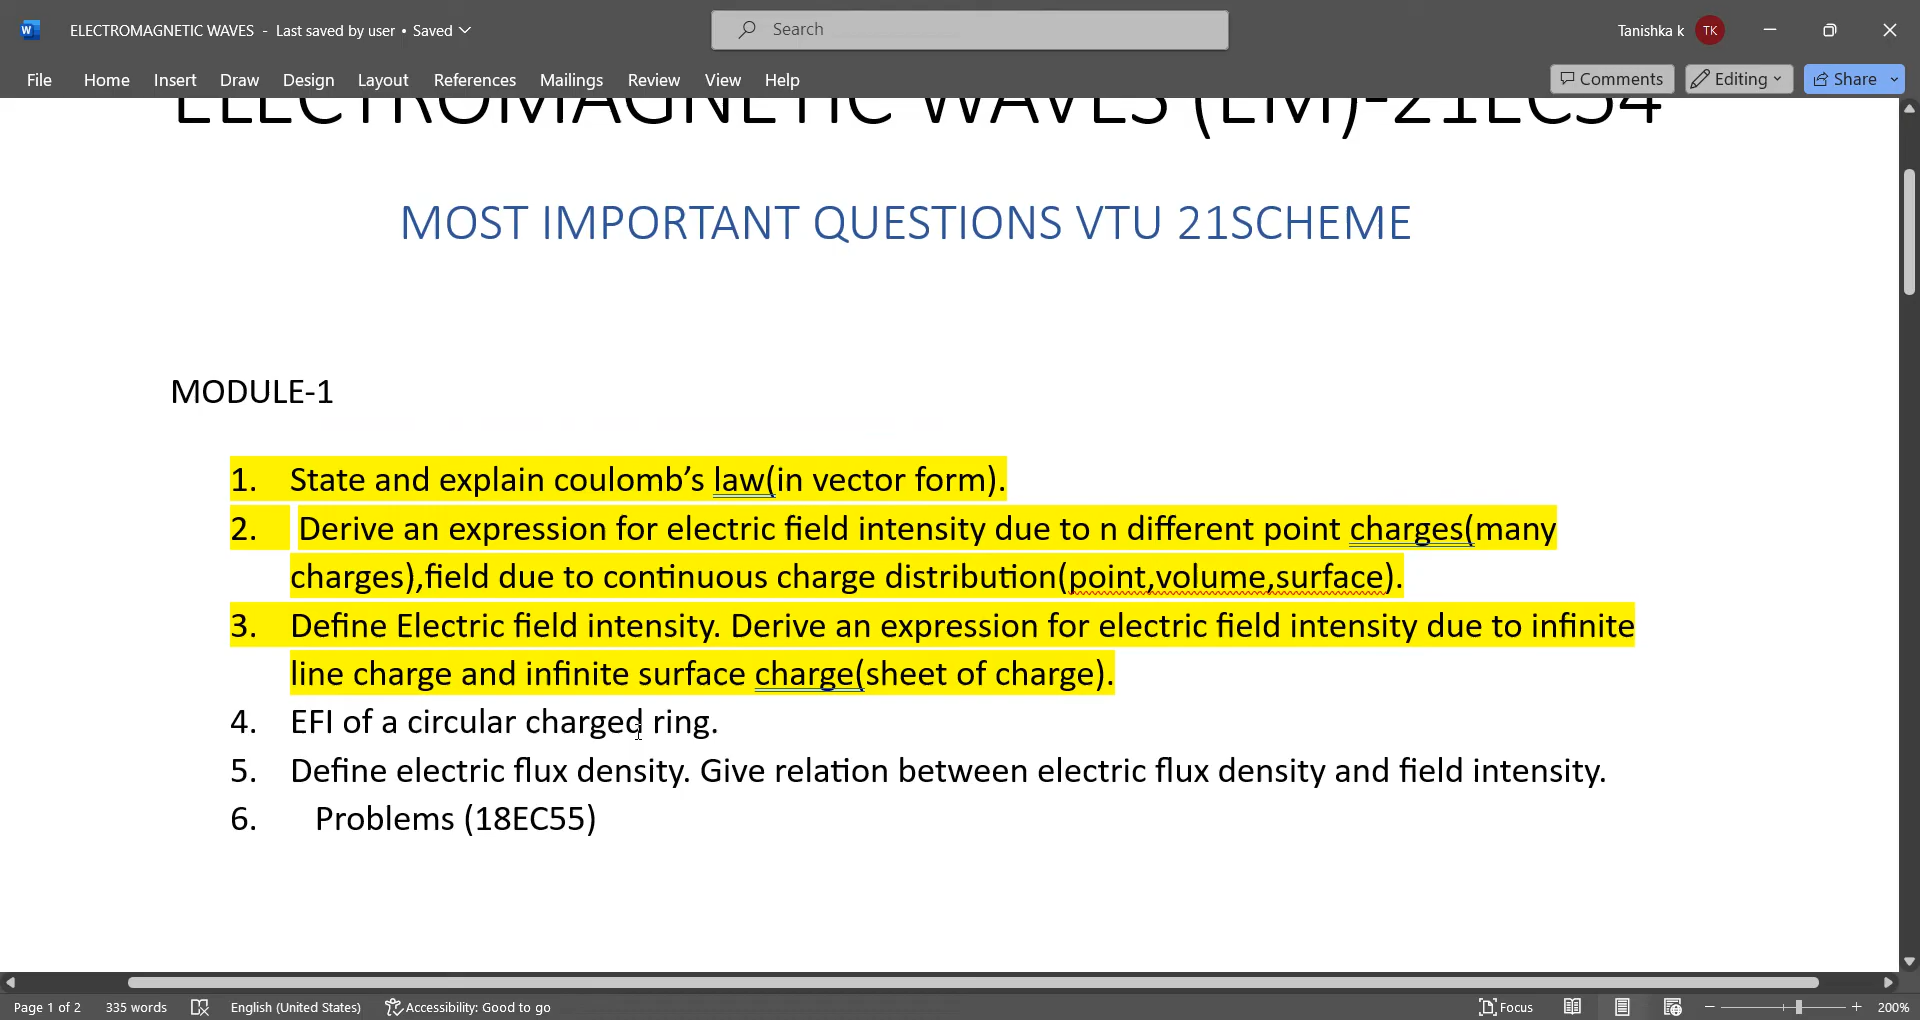 ELECTROMAGNETIC WAVES - Last saved by user • Saved
Search
Tanishka k TK
File Home Insert Draw Design Layout References Mailings Review View Help
Comments Editing Share
ELECTROMAGNETIC WAVES (EM)-21EC54
MOST IMPORTANT QUESTIONS VTU 21SCHEME
MODULE-1
1. State and explain coulomb’s law(in vector form).
2. Derive an expression for electric field intensity due to n different point charges(many
charges),field due to continuous charge distribution(point,volume,surface).
3. Define Electric field intensity. Derive an expression for electric field intensity due to infinite
line charge and infinite surface charge(sheet of charge).
4. EFI of a circular charged ring.
5. Define electric flux density. Give relation between electric flux density and field intensity.
6. Problems (18EC55)
Page 1 of 2 335 words English (United States) Accessibility: Good to go Focus 200%